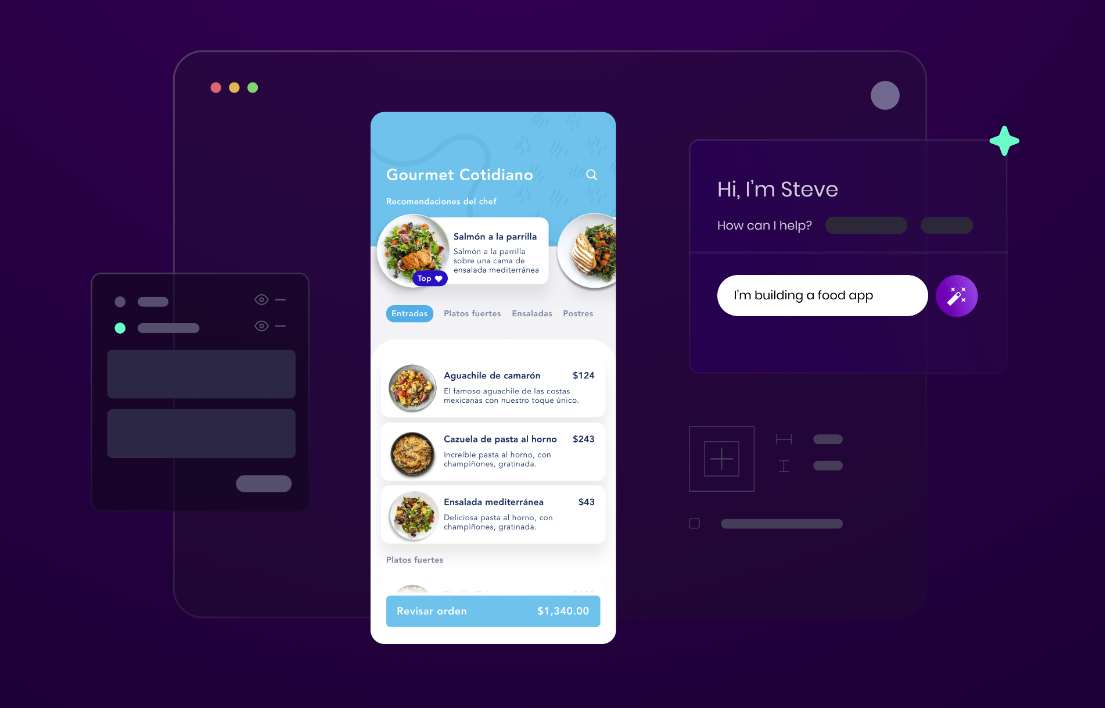 Gourmet Cotidiano
Recomendaciones del chef
Salmón a la parrilla
Salmón a la parrilla
sobre una cama de
ensalada mediterránea
Top
Entradas Platos fuertes Ensaladas Postres
Aguachile de camarón $124
El famoso aguachile de las costas
mexicanas con nuestro toque único.
Cazuela de pasta al horno $243
Increíble pasta al horno, con
champiñones, gratinada.
Ensalada mediterránea $43
Deliciosa pasta al horno, con
champiñones, gratinada.
Platos fuertes
Revisar orden $1,340.00
Hi, I'm Steve
How can I help?
I'm building a food app